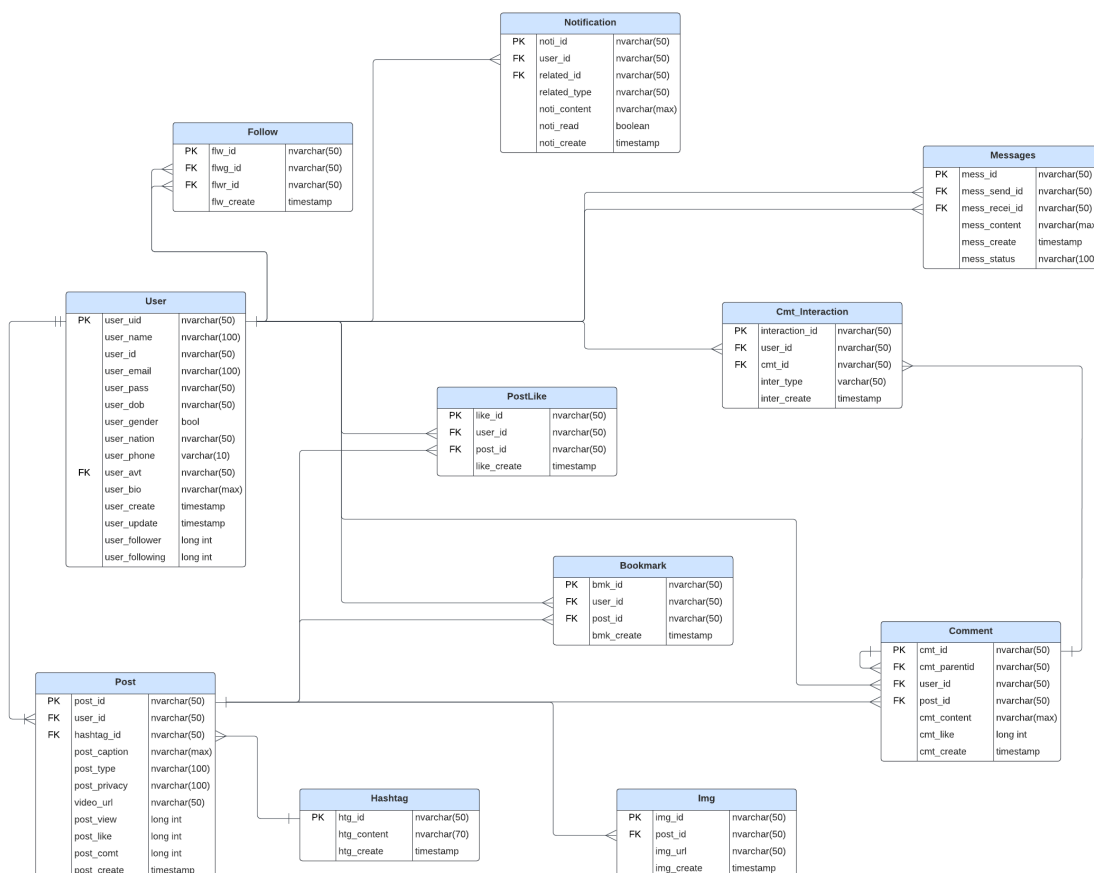 Notification
PK noti_id nvarchar(50)
FK user_id nvarchar(50)
FK related_id nvarchar(50)
related_type nvarchar(50)
noti_content nvarchar(max)
noti_read boolean
noti_create timestamp
Follow
PK flw_id nvarchar(50)
FK flwg_id nvarchar(50)
FK flwr_id nvarchar(50)
flw_create timestamp
Messages
PK mess_id nvarchar(50)
FK mess_send_id nvarchar(50)
FK mess_recei_id nvarchar(50)
mess_content nvarchar(max
mess_create timestamp
mess_status nvarchar(100
User
PK user_uid nvarchar(50)
user_name nvarchar(100)
user_id nvarchar(50)
user_email nvarchar(100)
user_pass nvarchar(50)
user_dob nvarchar(50)
user_gender bool
user_nation nvarchar(50)
user_phone varchar(10)
FK user_avt nvarchar(50)
user_bio nvarchar(max)
user_create timestamp
user_update timestamp
user_follower long int
user_following long int
Cmt_Interaction
PK interaction_id nvarchar(50)
FK user_id nvarchar(50)
FK cmt_id nvarchar(50)
inter_type varchar(50)
inter_create timestamp
PostLike
PK like_id nvarchar(50)
FK user_id nvarchar(50)
FK post_id nvarchar(50)
like_create timestamp
Bookmark
PK bmk_id nvarchar(50)
FK user_id nvarchar(50)
FK post_id nvarchar(50)
bmk_create timestamp
Comment
PK cmt_id nvarchar(50)
FK cmt_parentid nvarchar(50)
FK user_id nvarchar(50)
FK post_id nvarchar(50)
cmt_content nvarchar(max)
cmt_like long int
cmt_create timestamp
Post
PK post_id nvarchar(50)
FK user_id nvarchar(50)
FK hashtag_id nvarchar(50)
post_caption nvarchar(max)
post_type nvarchar(100)
post_privacy nvarchar(100)
video_url nvarchar(50)
post_view long int
post_like long int
post_comt long int
post_create timestamp
Hashtag
PK htg_id nvarchar(50)
htg_content nvarchar(70)
htg_create timestamp
Img
PK img_id nvarchar(50)
FK post_id nvarchar(50)
img_url nvarchar(50)
img_create timestamp